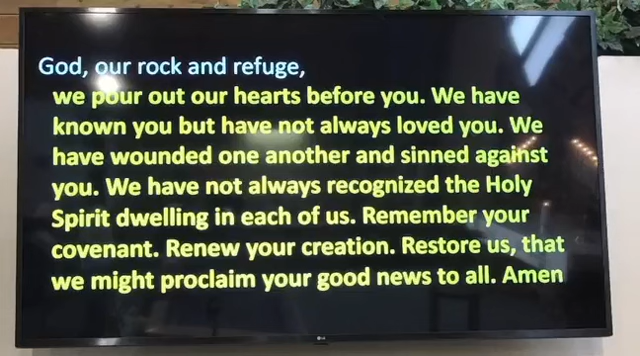 God, our rock and refuge,
we pour out our hearts before you. We have
known you but have not always loved you. We
have wounded one another and sinned against
you. We have not always recognized the Holy
Spirit dwelling in each of us. Remember your
covenant. Renew your creation. Restore us, that
we might proclaim your good news to all. Amen
LG